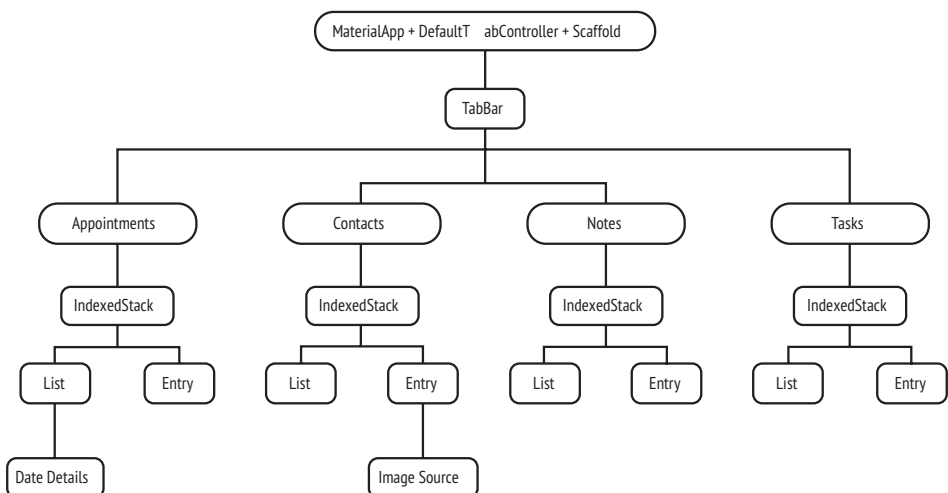 MaterialApp + DefaultT abController + Scaffold
TabBar
Appointments
Contacts
Notes
Tasks
IndexedStack
IndexedStack
IndexedStack
IndexedStack
List
Entry
List
Entry
List
Entry
List
Entry
Date Details
Image Source